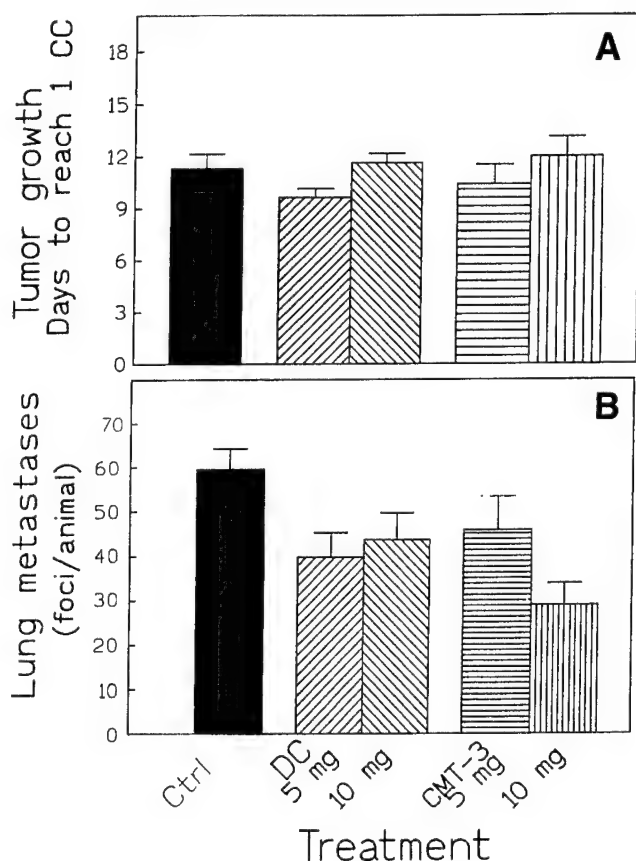 A
Tumor growth
Days to reach 1 CC
18
15
12
9
6
3
0
B
Lung metastases
(foci/animal)
70
60
50
40
30
20
10
0
Ctrl
DC
5 mg
10 mg
CMT-3
5 mg
10 mg
Treatment